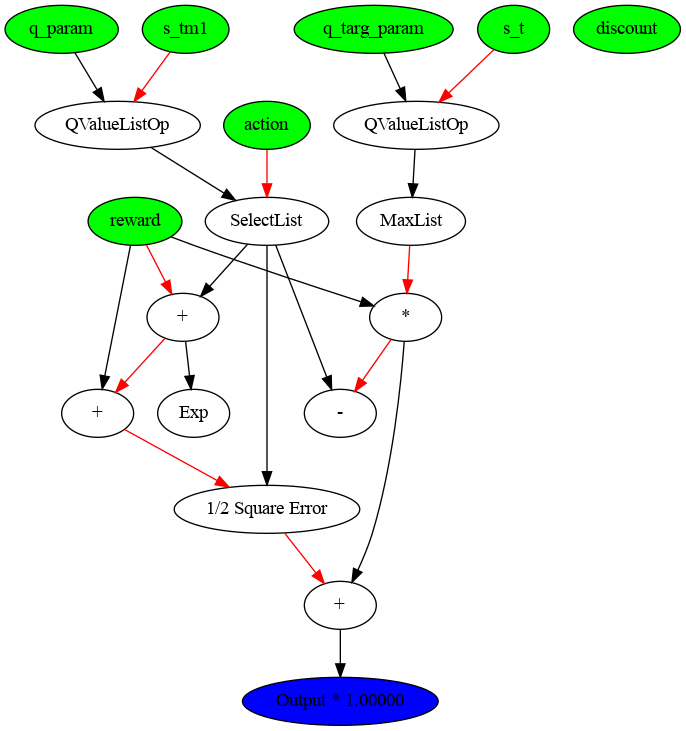 q_param
s_tm1
q_targ_param
s_t
discount
QValueListOp
action
QValueListOp
reward
SelectList
MaxList
+
*
+
Exp
-
1/2 Square Error
+
Output * 1.00000